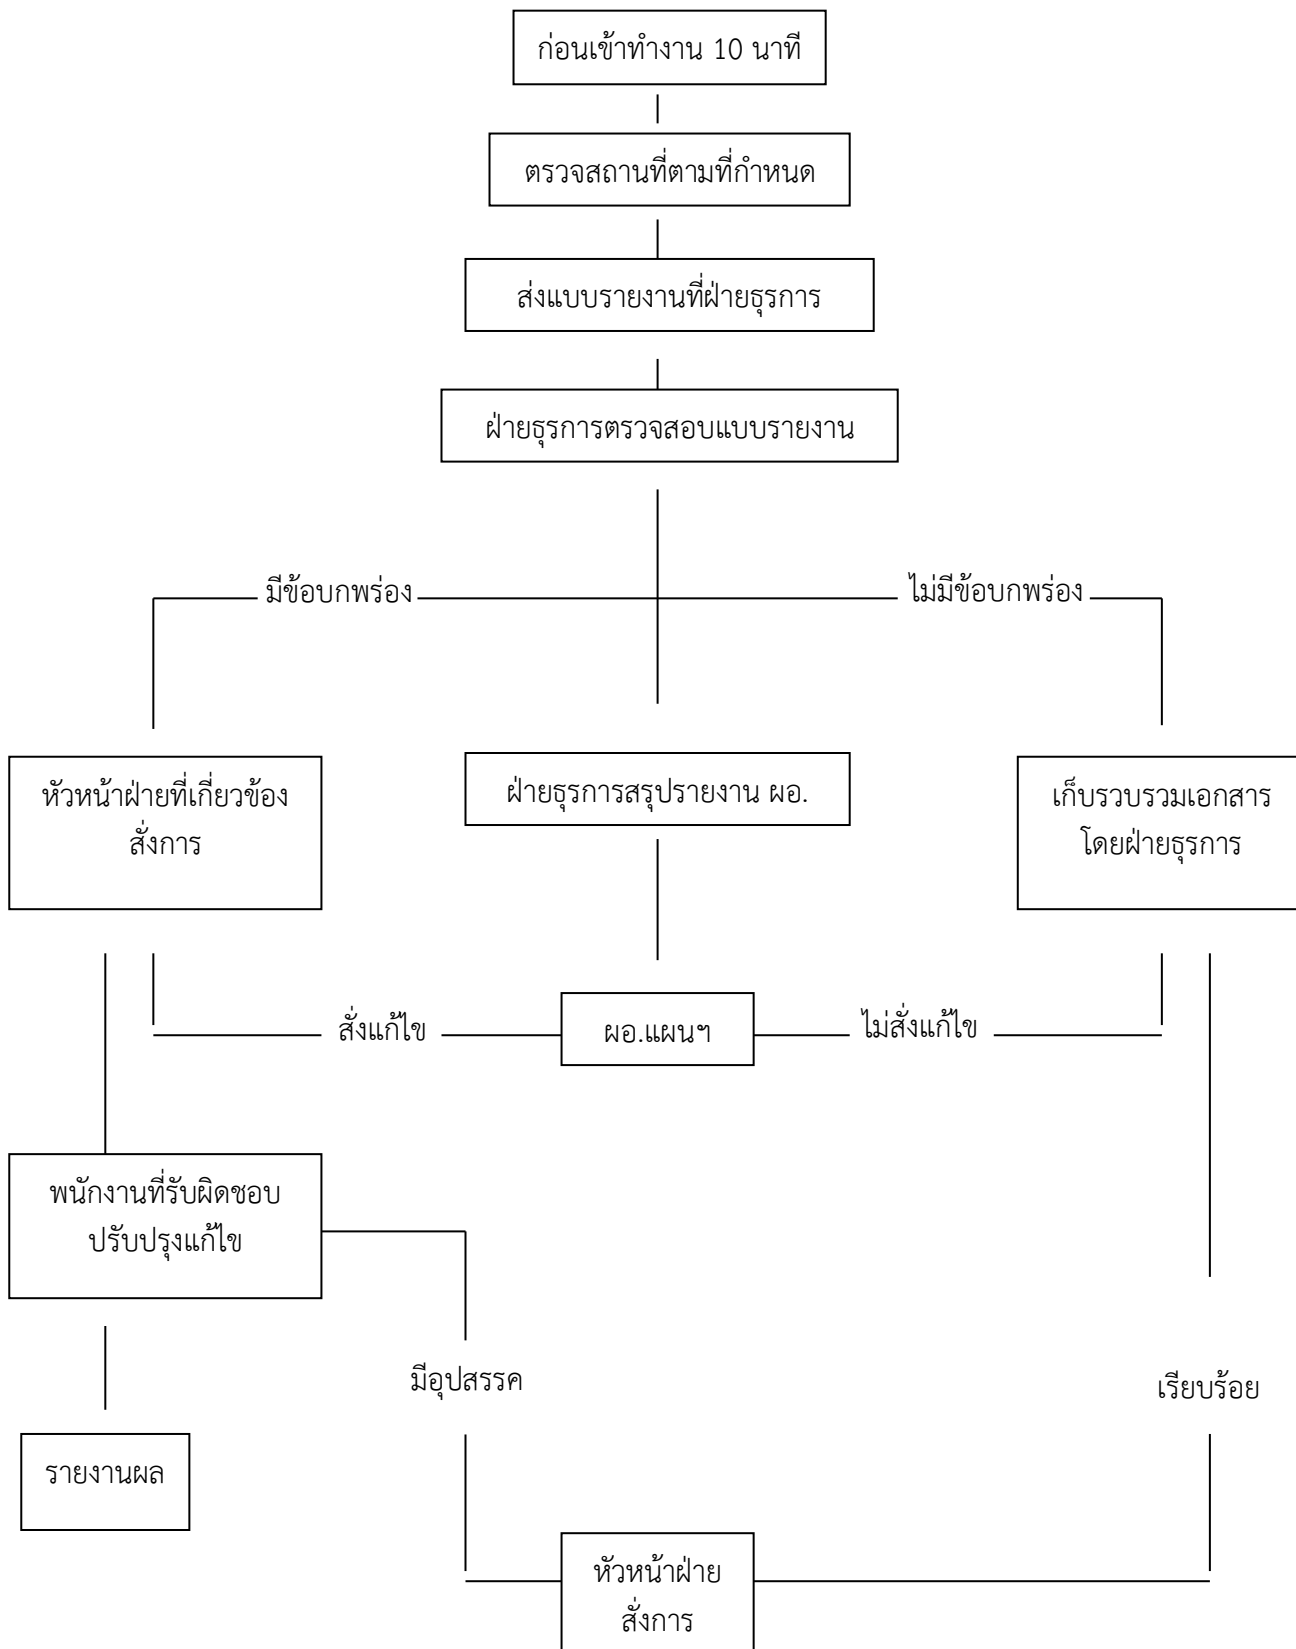 ก่อนเข้าทำงาน 10 นาที
ตรวจสถานที่ตามที่กำหนด
ส่งแบบรายงานที่ฝ่ายธุรการ
ฝ่ายธุรการตรวจสอบแบบรายงาน
มีข้อบกพร่อง
ไม่มีข้อบกพร่อง
หัวหน้าฝ่ายที่เกี่ยวข้อง
สั่งการ
ฝ่ายธุรการสรุปรายงาน ผอ.
เก็บรวบรวมเอกสาร
โดยฝ่ายธุรการ
สั่งแก้ไข
ผอ.แผนฯ
ไม่สั่งแก้ไข
พนักงานที่รับผิดชอบ
ปรับปรุงแก้ไข
มีอุปสรรค
เรียบร้อย
รายงานผล
หัวหน้าฝ่าย
สั่งการ